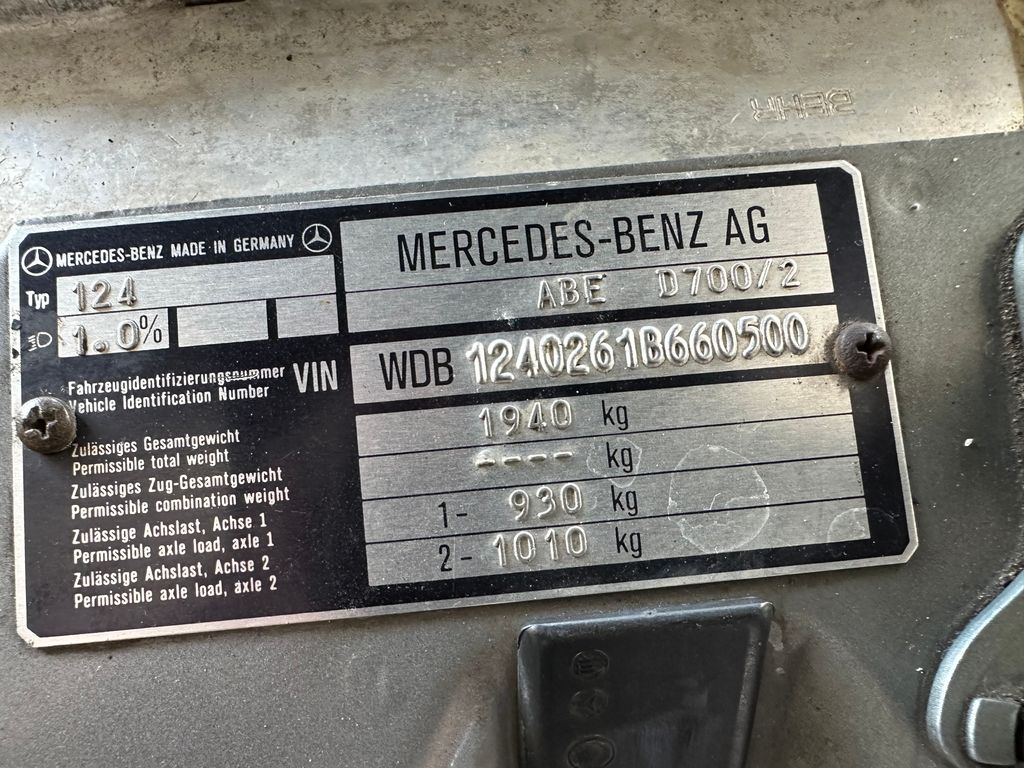 MERCEDES-BENZ MADE IN GERMANY
Typ 124
1.0%
MERCEDES-BENZ AG
ABE D700/2
Fahrzeugidentifizierungsnummer
Vehicle Identification Number
VIN
WDB 1240261B660500
Zulässiges Gesamtgewicht
Permissible total weight
1940 kg
Zulässiges Zug-Gesamtgewicht
Permissible combination weight
---- kg
Zulässige Achslast, Achse 1
Permissible axle load, axle 1
1- 930 kg
Zulässige Achslast, Achse 2
Permissible axle load, axle 2
2- 1010 kg